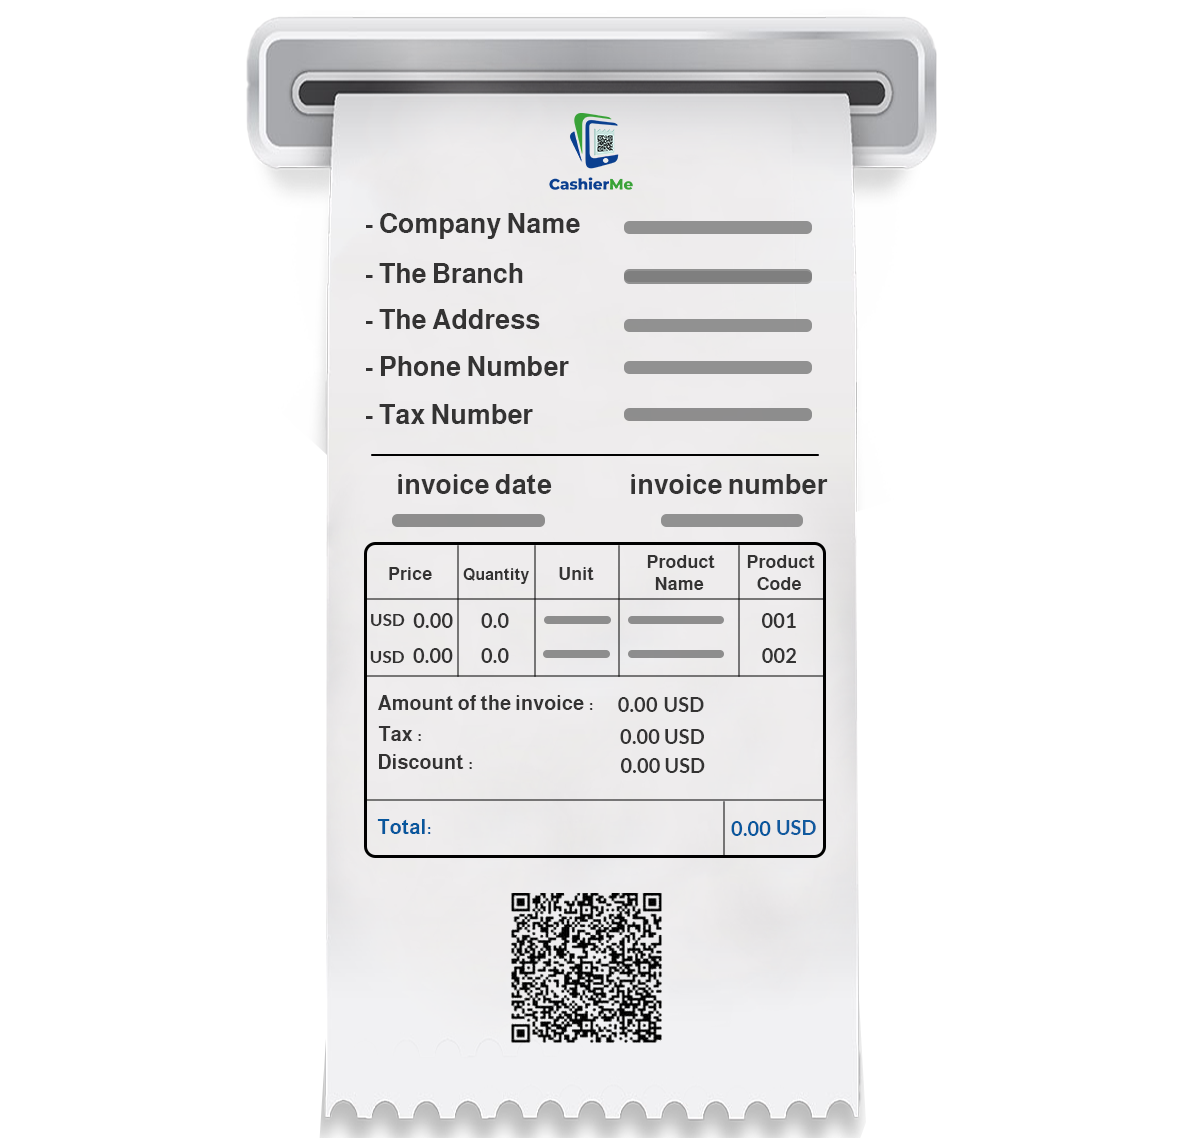 CashierMe
- Company Name
- The Branch
- The Address
- Phone Number
- Tax Number
invoice date invoice number
Price Quantity Unit Product Name Product Code
USD 0.00 0.0 001
USD 0.00 0.0 002
Amount of the invoice : 0.00 USD
Tax : 0.00 USD
Discount : 0.00 USD
Total: 0.00 USD